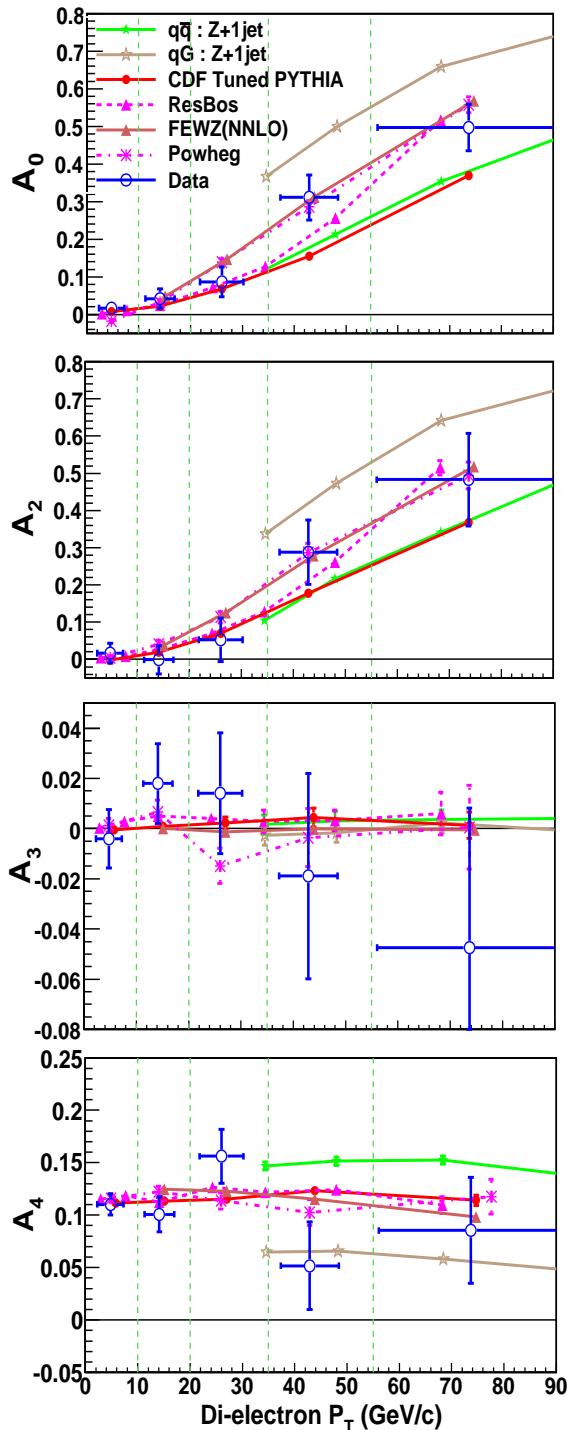 0.8
0.7
0.6
0.5
0.4
0.3
0.2
0.1
0
A0
qq̄ : Z+1jet
qG : Z+1jet
CDF Tuned PYTHIA
ResBos
FEWZ(NNLO)
Powheg
Data
0.8
0.7
0.6
0.5
0.4
0.3
0.2
0.1
0
A2
0.04
0.02
0
-0.02
-0.04
-0.06
-0.08
A3
0.25
0.2
0.15
0.1
0.05
0
-0.05
A4
0 10 20 30 40 50 60 70 80 90
Di-electron PT (GeV/c)